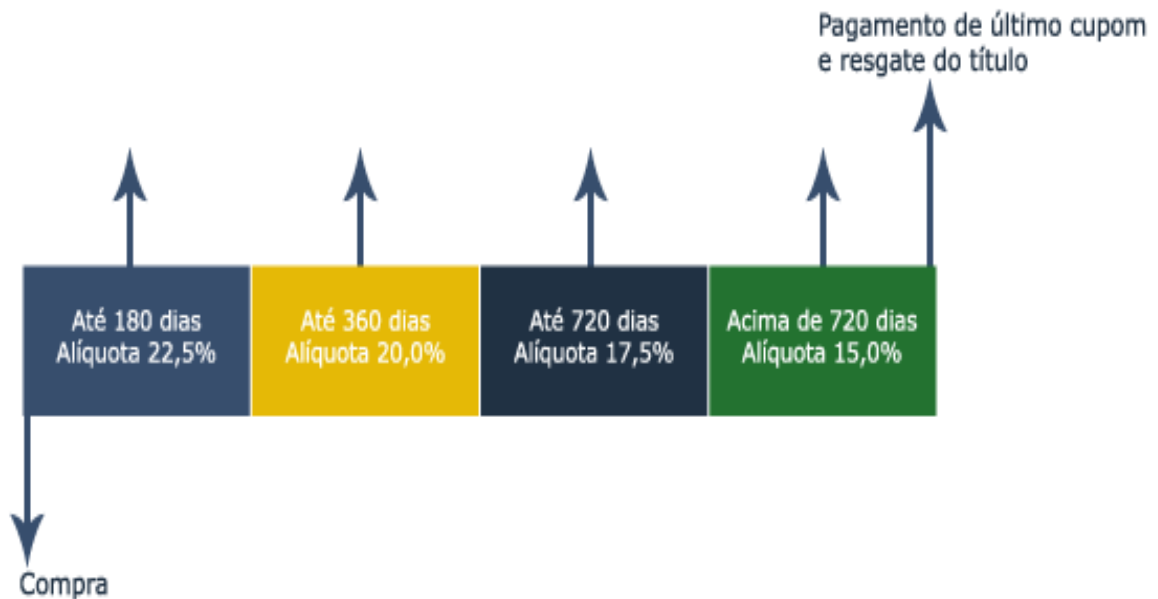 Pagamento de último cupom
e resgate do título
Até 180 dias
Alíquota 22,5%
Até 360 dias
Alíquota 20,0%
Até 720 dias
Alíquota 17,5%
Acima de 720 dias
Alíquota 15,0%
Compra